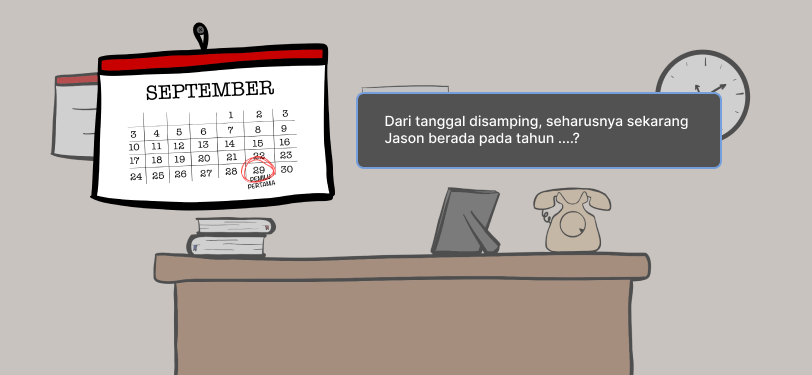 SEPTEMBER
1 2 3
3 4 5 6 7 8 9
10 11 12 13 14 15 16
17 18 19 20 21 22 23
24 25 26 27 28 29 30
PEMILU
PERTAMA
Dari tanggal disamping, seharusnya sekarang
Jason berada pada tahun ....?